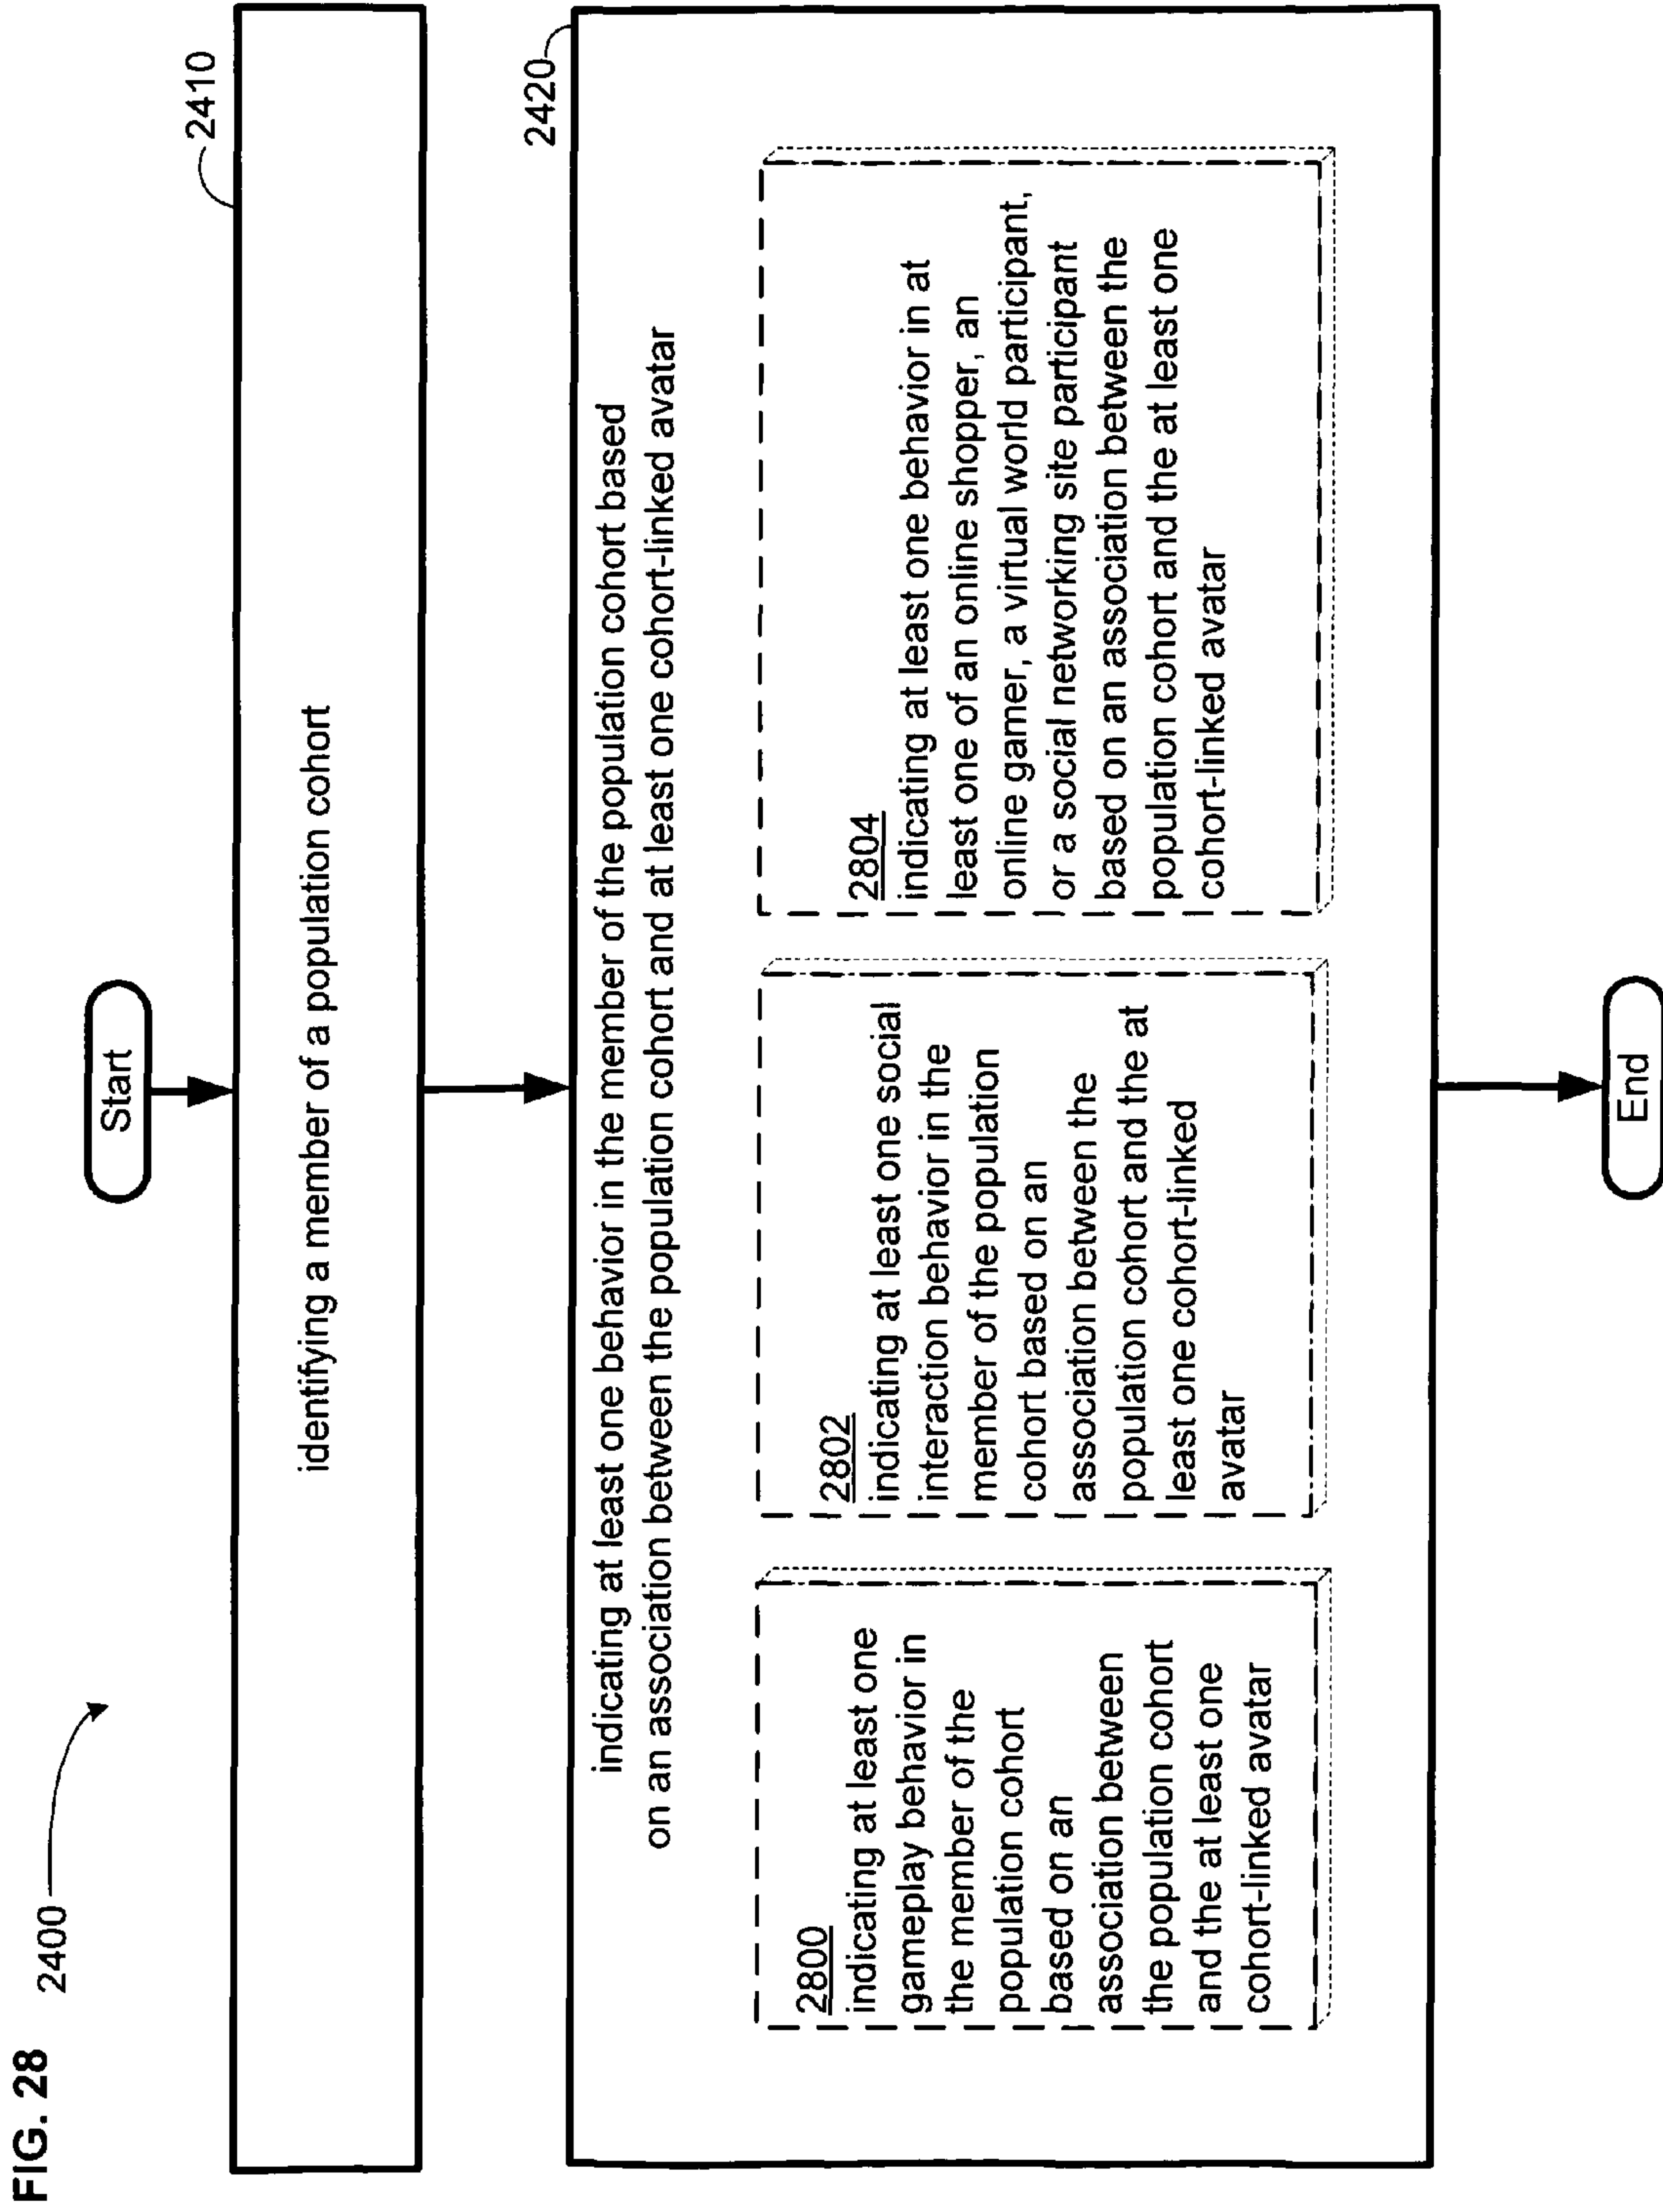 FIG. 28
2400
Start
2410
identifying a member of a population cohort
2420
indicating at least one behavior in the member of the population cohort based
on an association between the population cohort and at least one cohort-linked avatar
2800
indicating at least one
gameplay behavior in
the member of the
population cohort
based on an
association between
the population cohort
and the at least one
cohort-linked avatar
2802
indicating at least one social
interaction behavior in the
member of the population
cohort based on an
association between the
population cohort and the at
least one cohort-linked
avatar
2804
indicating at least one behavior in at
least one of an online shopper, an
online gamer, a virtual world participant,
or a social networking site participant
based on an association between the
population cohort and the at least one
cohort-linked avatar
End